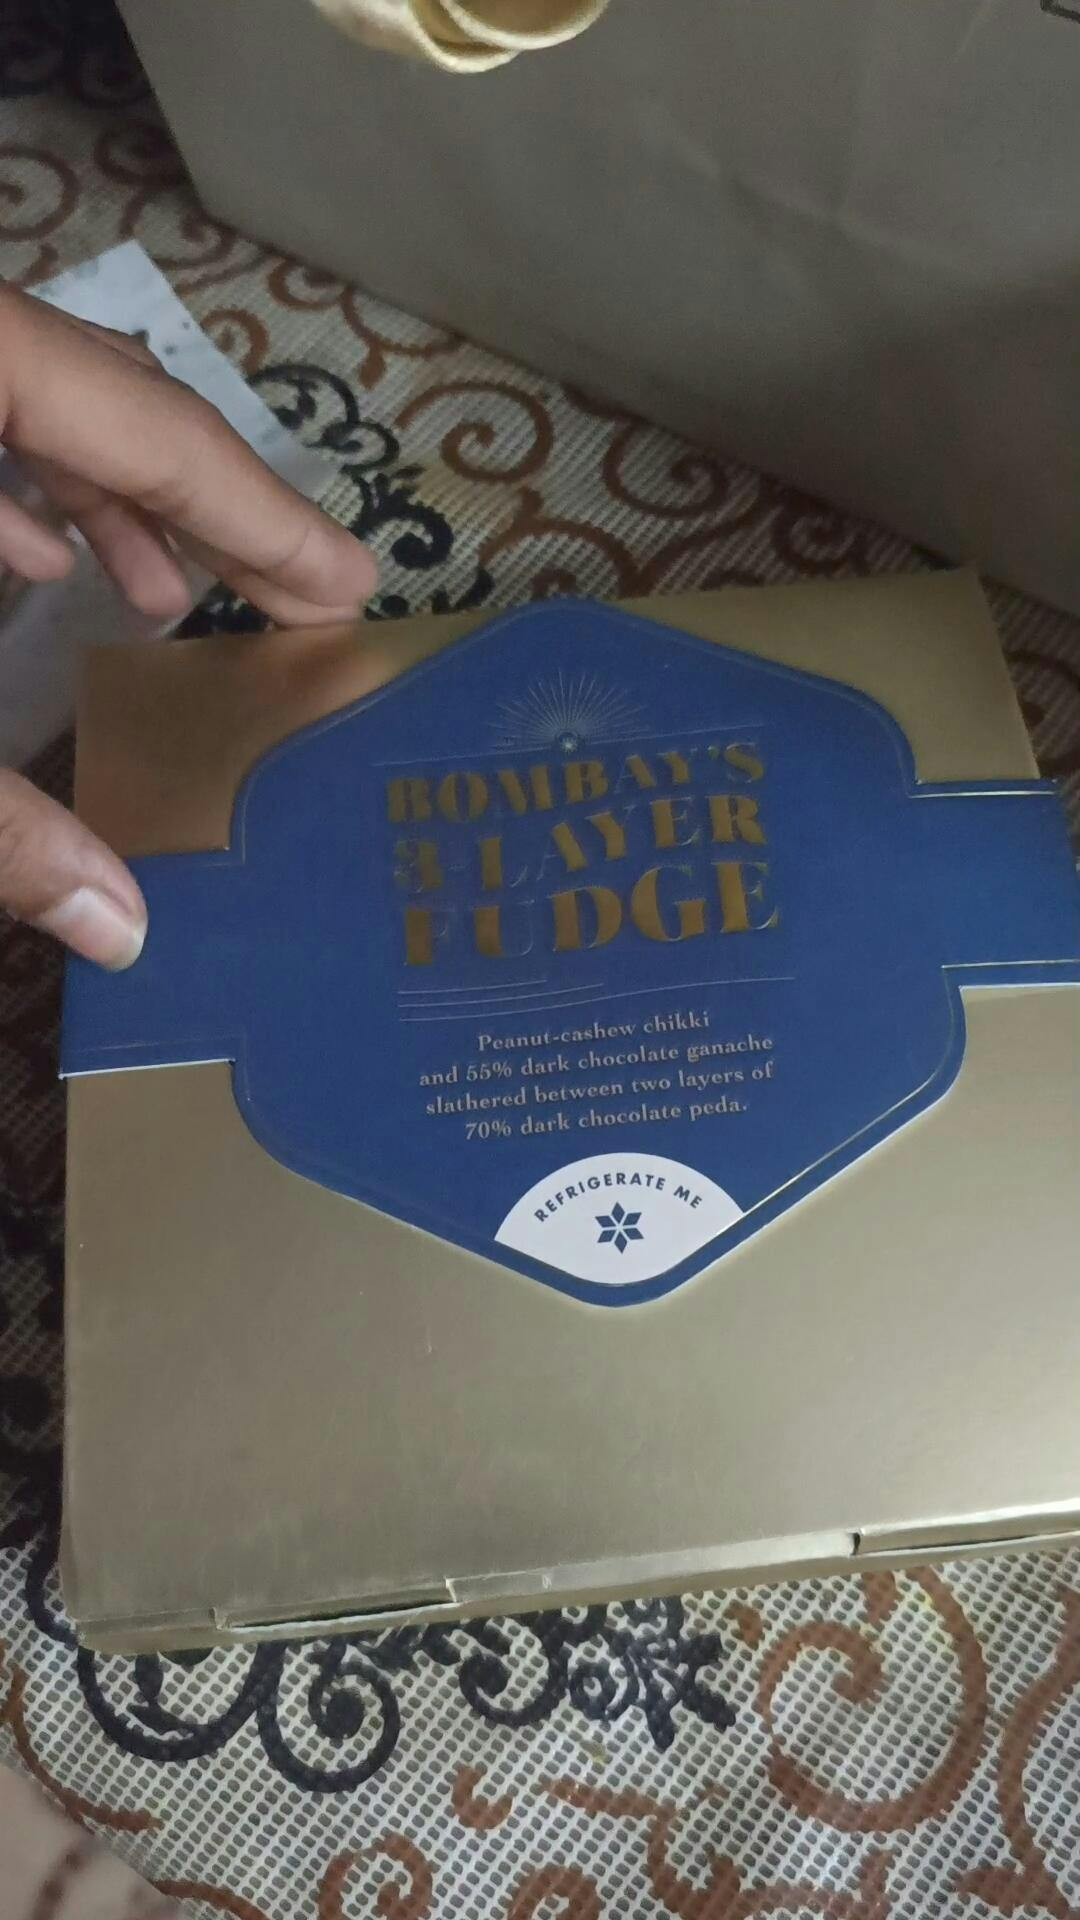 BOMBAY'S
3-LAYER
FUDGE
Peanut-cashew chikki
and 55% dark chocolate ganache
slathered between two layers of
70% dark chocolate peda.
REFRIGERATE ME